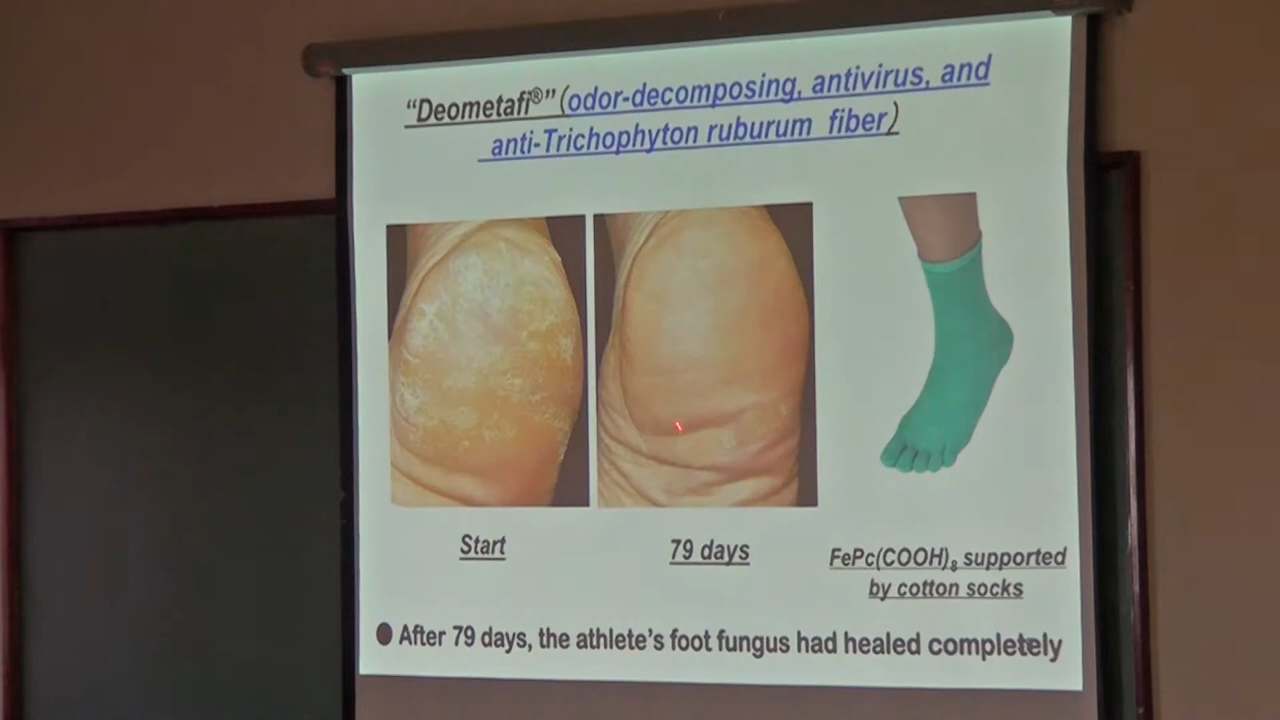 “Deometafi®” (odor-decomposing, antivirus, and
anti-Trichophyton ruburum fiber)
Start
79 days
FePc(COOH)₈ supported
by cotton socks
● After 79 days, the athlete’s foot fungus had healed completely